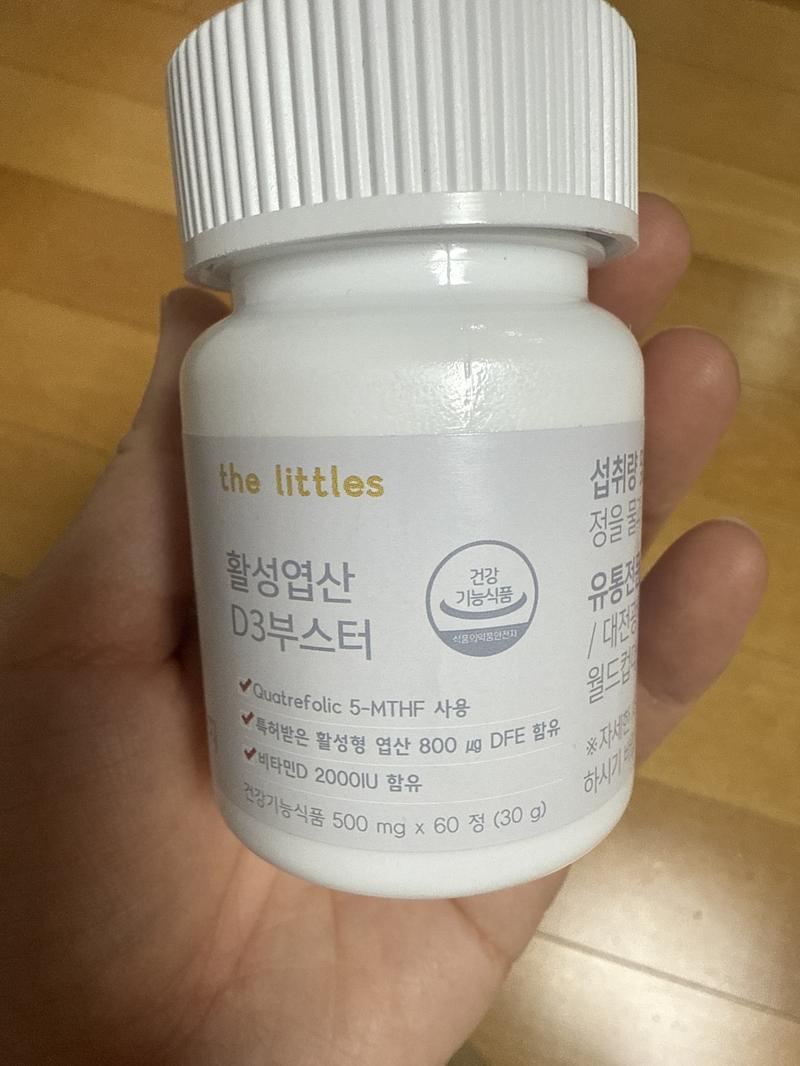 the littles
활성엽산
D3부스터
건강
기능식품
식품의약품안전처
✓Quatrefolic 5-MTHF 사용
✓특허받은 활성형 엽산 800 ㎍ DFE 함유
✓비타민D 2000IU 함유
건강기능식품 500 mg x 60 정 (30 g)
섭취량
정을 물
유통전문
/ 대전광
월드컵대
※자세한
하시기